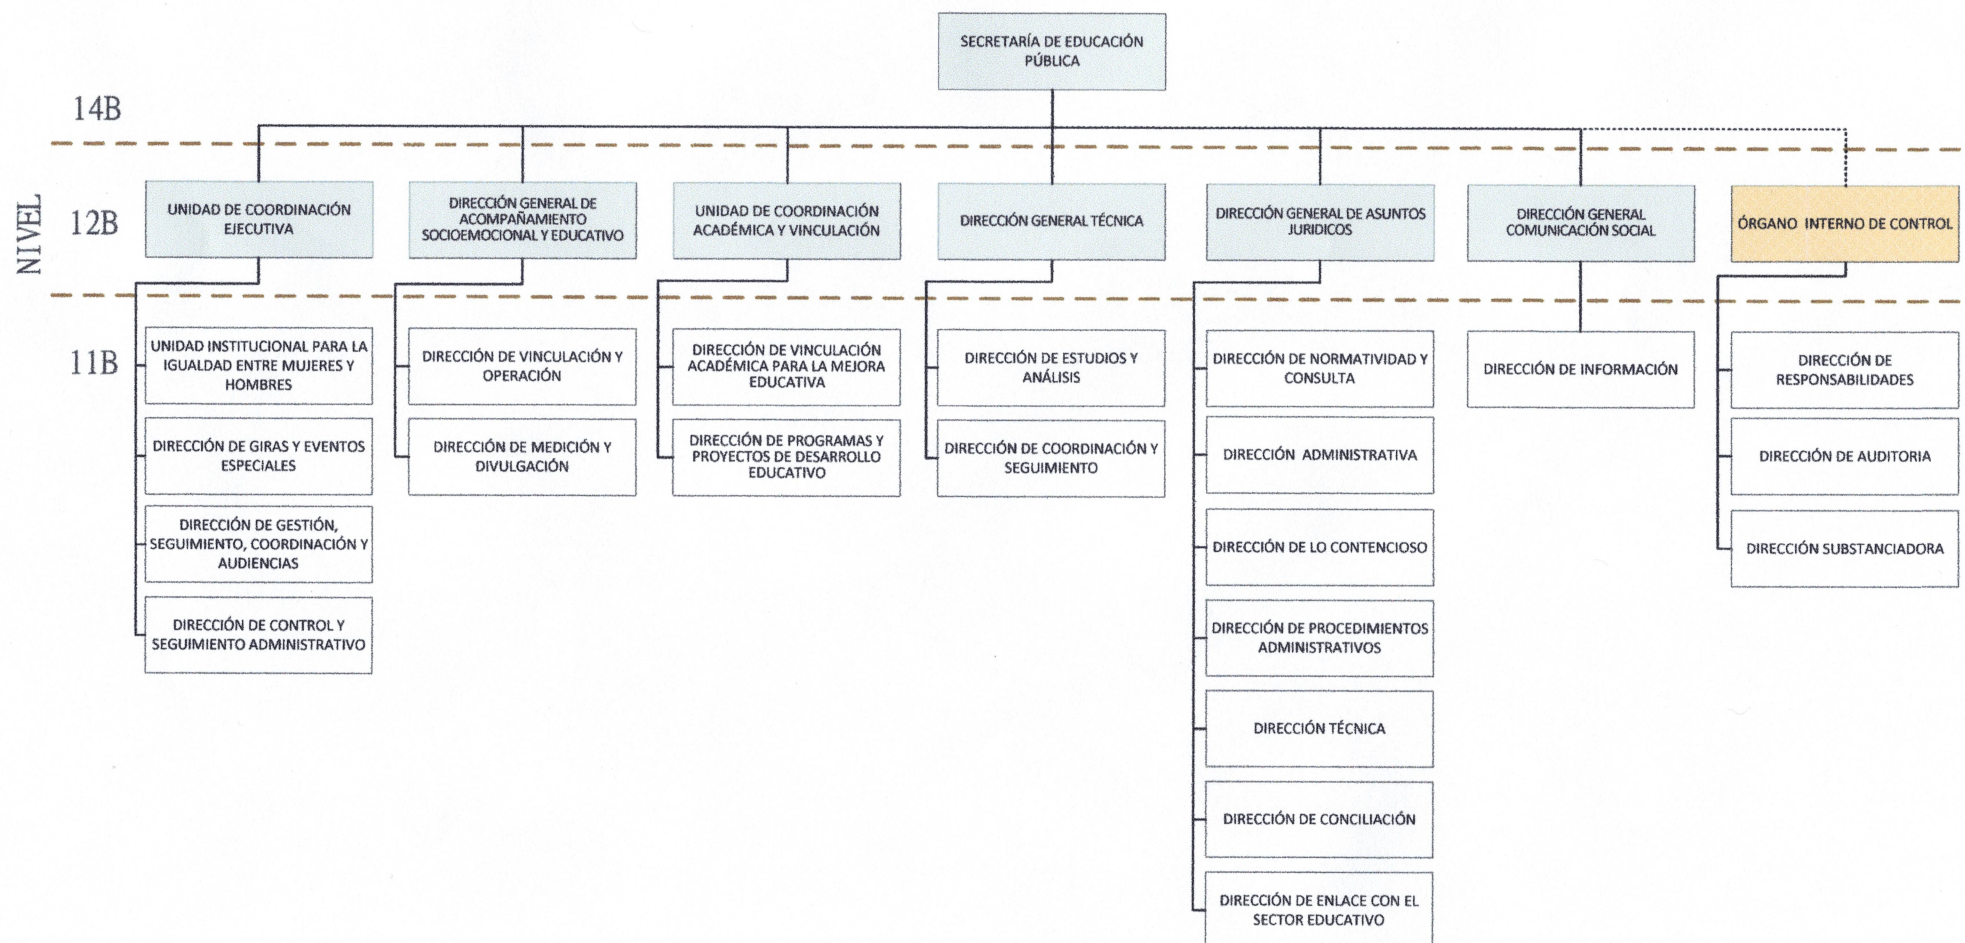 SECRETARÍA DE EDUCACIÓN
PÚBLICA
14B
NIVEL
12B
UNIDAD DE COORDINACIÓN
EJECUTIVA
DIRECCIÓN GENERAL DE
ACOMPAÑAMIENTO
SOCIOEMOCIONAL Y EDUCATIVO
UNIDAD DE COORDINACIÓN
ACADÉMICA Y VINCULACIÓN
DIRECCIÓN GENERAL TÉCNICA
DIRECCIÓN GENERAL DE ASUNTOS
JURIDICOS
DIRECCIÓN GENERAL
COMUNICACIÓN SOCIAL
ÓRGANO INTERNO DE CONTROL
11B
UNIDAD INSTITUCIONAL PARA LA
IGUALDAD ENTRE MUJERES Y
HOMBRES
DIRECCIÓN DE GIRAS Y EVENTOS
ESPECIALES
DIRECCIÓN DE GESTIÓN,
SEGUIMIENTO, COORDINACIÓN Y
AUDIENCIAS
DIRECCIÓN DE CONTROL Y
SEGUIMIENTO ADMINISTRATIVO
DIRECCIÓN DE VINCULACIÓN Y
OPERACIÓN
DIRECCIÓN DE MEDICIÓN Y
DIVULGACIÓN
DIRECCIÓN DE VINCULACIÓN
ACADÉMICA PARA LA MEJORA
EDUCATIVA
DIRECCIÓN DE PROGRAMAS Y
PROYECTOS DE DESARROLLO
EDUCATIVO
DIRECCIÓN DE ESTUDIOS Y
ANÁLISIS
DIRECCIÓN DE COORDINACIÓN Y
SEGUIMIENTO
DIRECCIÓN DE NORMATIVIDAD Y
CONSULTA
DIRECCIÓN ADMINISTRATIVA
DIRECCIÓN DE LO CONTENCIOSO
DIRECCIÓN DE PROCEDIMIENTOS
ADMINISTRATIVOS
DIRECCIÓN TÉCNICA
DIRECCIÓN DE CONCILIACIÓN
DIRECCIÓN DE ENLACE CON EL
SECTOR EDUCATIVO
DIRECCIÓN DE INFORMACIÓN
DIRECCIÓN DE
RESPONSABILIDADES
DIRECCIÓN DE AUDITORIA
DIRECCIÓN SUBSTANCIADORA